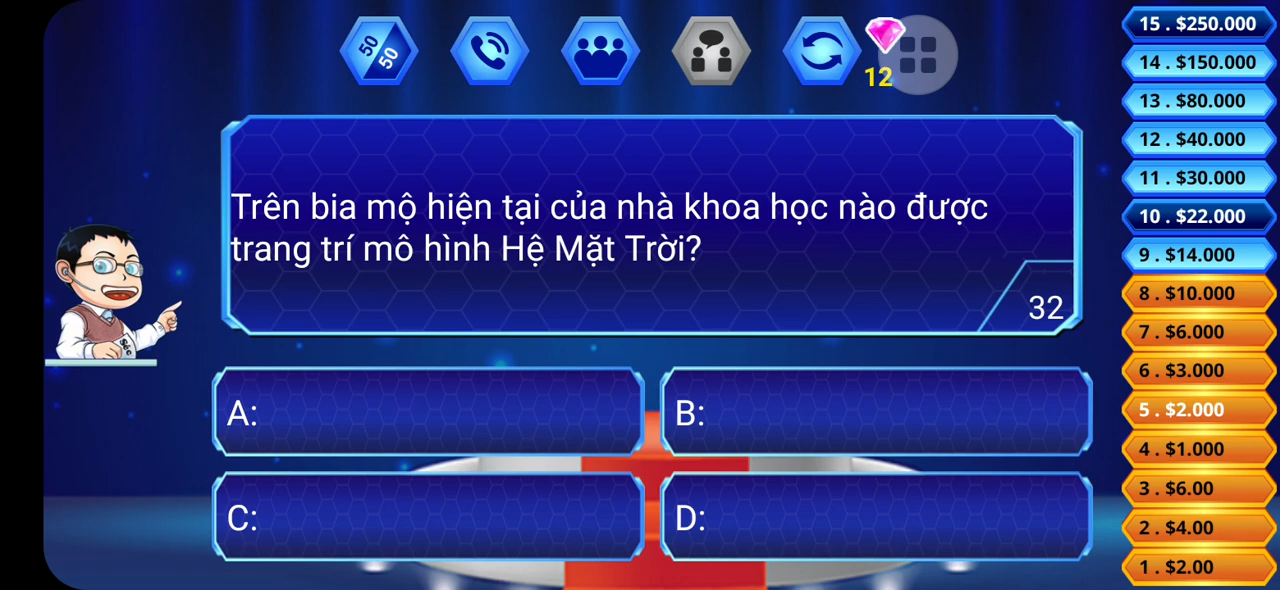 50
50
12
Trên bia mộ hiện tại của nhà khoa học nào được
trang trí mô hình Hệ Mặt Trời?
32
A:
B:
C:
D:
15 . $250.000
14 . $150.000
13 . $80.000
12 . $40.000
11 . $30.000
10 . $22.000
9 . $14.000
8 . $10.000
7 . $6.000
6 . $3.000
5 . $2.000
4 . $1.000
3 . $6.00
2 . $4.00
1 . $2.00